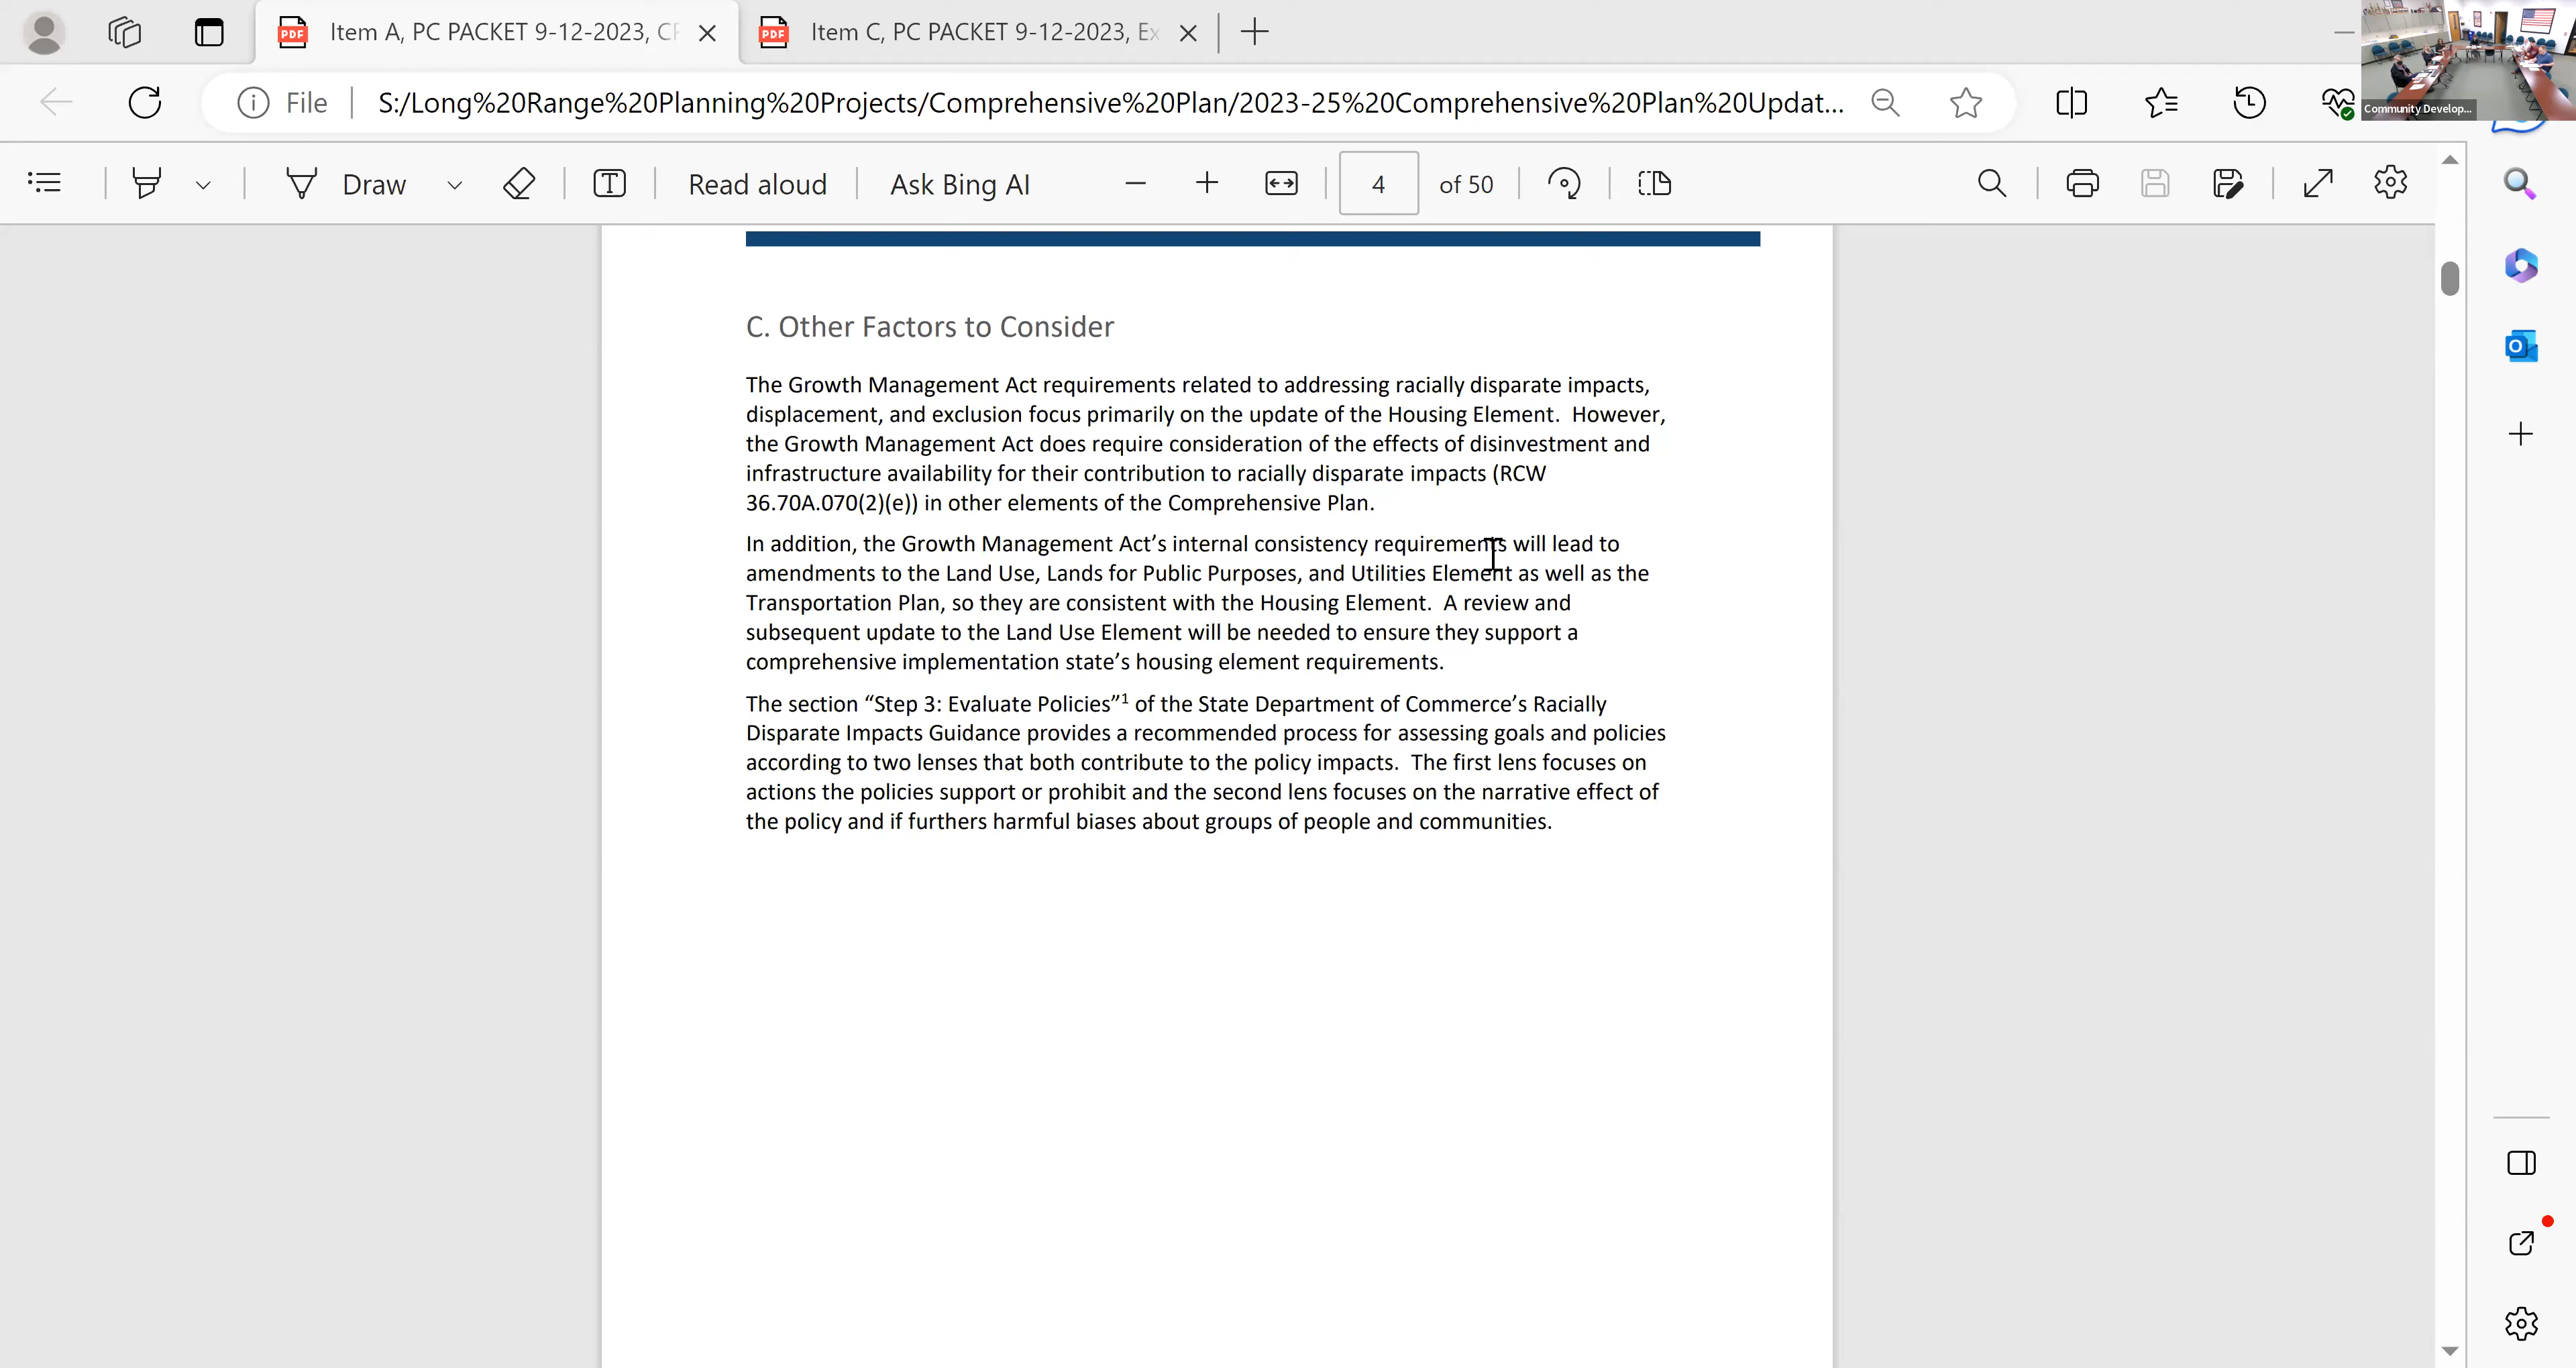 Item A, PC PACKET 9-12-2023, CF
Item C, PC PACKET 9-12-2023, Ex
File
S:/Long%20Range%20Planning%20Projects/Comprehensive%20Plan/2023-25%20Comprehensive%20Plan%20Updat...
Community Develop...
Draw
Read aloud
Ask Bing AI
4 of 50
C. Other Factors to Consider
The Growth Management Act requirements related to addressing racially disparate impacts,
displacement, and exclusion focus primarily on the update of the Housing Element. However,
the Growth Management Act does require consideration of the effects of disinvestment and
infrastructure availability for their contribution to racially disparate impacts (RCW
36.70A.070(2)(e)) in other elements of the Comprehensive Plan.
In addition, the Growth Management Act’s internal consistency requirements will lead to
amendments to the Land Use, Lands for Public Purposes, and Utilities Element as well as the
Transportation Plan, so they are consistent with the Housing Element. A review and
subsequent update to the Land Use Element will be needed to ensure they support a
comprehensive implementation state’s housing element requirements.
The section “Step 3: Evaluate Policies”1 of the State Department of Commerce’s Racially
Disparate Impacts Guidance provides a recommended process for assessing goals and policies
according to two lenses that both contribute to the policy impacts. The first lens focuses on
actions the policies support or prohibit and the second lens focuses on the narrative effect of
the policy and if furthers harmful biases about groups of people and communities.